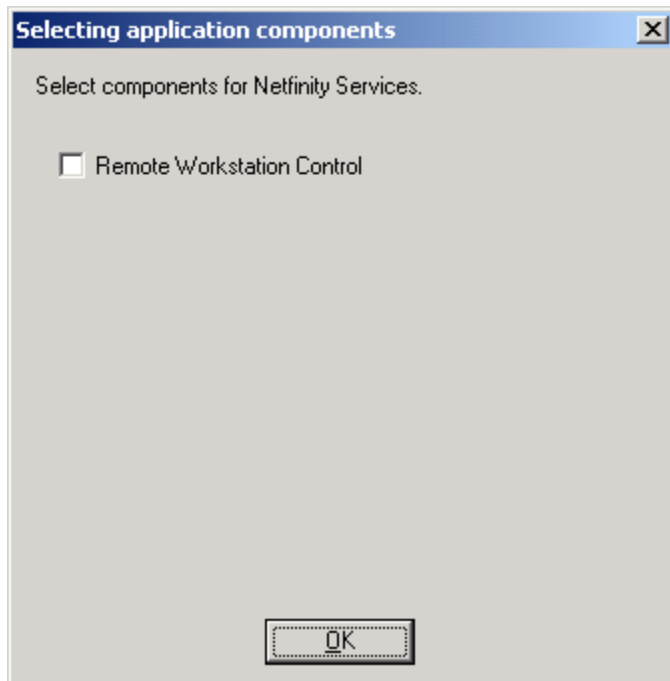 Selecting application components
Select components for Netfinity Services.
Remote Workstation Control
OK